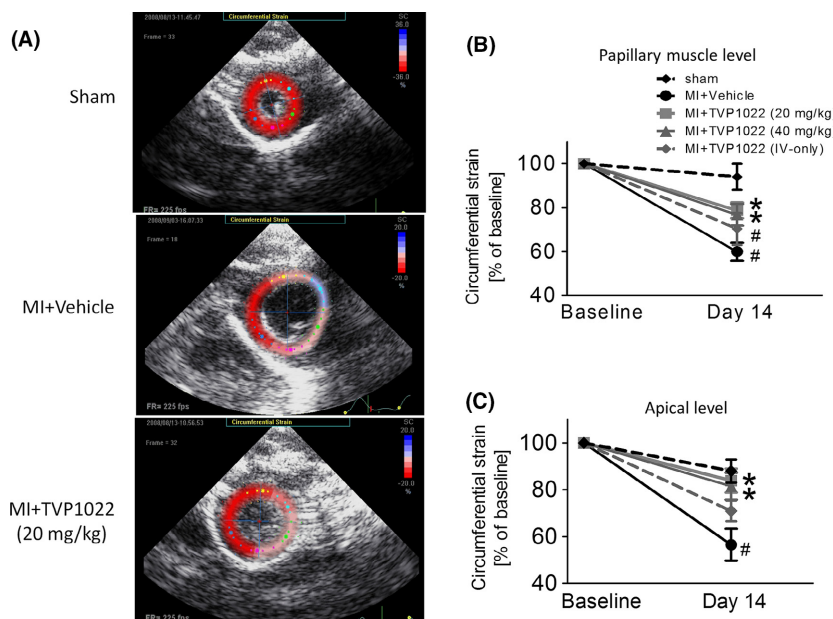 (A)
Sham
2008/08/13-11:45:47
Circumferential Strain
SC
36.0
Frame = 33
-36.0
%
FR= 225 fps
MI+Vehicle
2008/09/03-16:07:33
Circumferential Strain
SC
20.0
Frame = 18
-20.0
%
FR= 225 fps
MI+TVP1022
(20 mg/kg)
2008/08/13-10:56:53
Circumferential Strain
SC
20.0
Frame = 32
-20.0
%
FR= 225 fps
(B)
Papillary muscle level
sham
MI+Vehicle
MI+TVP1022 (20 mg/kg
MI+TVP1022 (40 mg/kg
MI+TVP1022 (IV-only)
Circumferential strain
[% of baseline]
100
80
60
40
*
*
#
#
Baseline
Day 14
(C)
Apical level
Circumferential strain
[% of baseline]
100
80
60
40
*
*
#
Baseline
Day 14